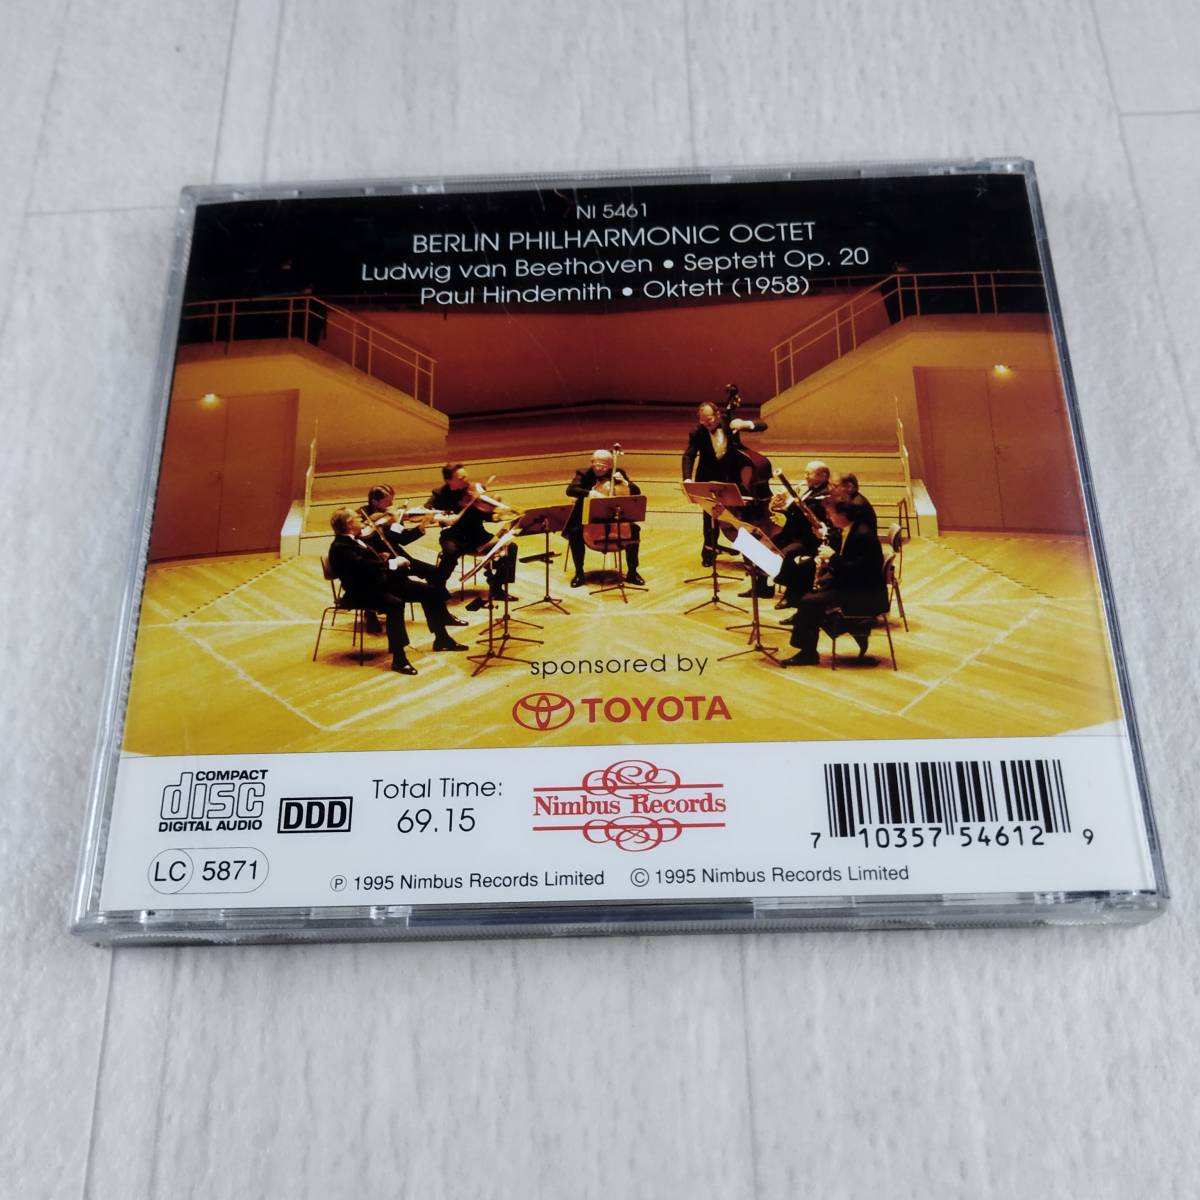 NI 5461
BERLIN PHILHARMONIC OCTET
Ludwig van Beethoven • Septett Op. 20
Paul Hindemith • Oktett (1958)
sponsored by
TOYOTA
COMPACT
disc
DIGITAL AUDIO
DDD
Total Time:
69.15
Nimbus Records
7 10357 54612 9
LC 5871
℗ 1995 Nimbus Records Limited © 1995 Nimbus Records Limited